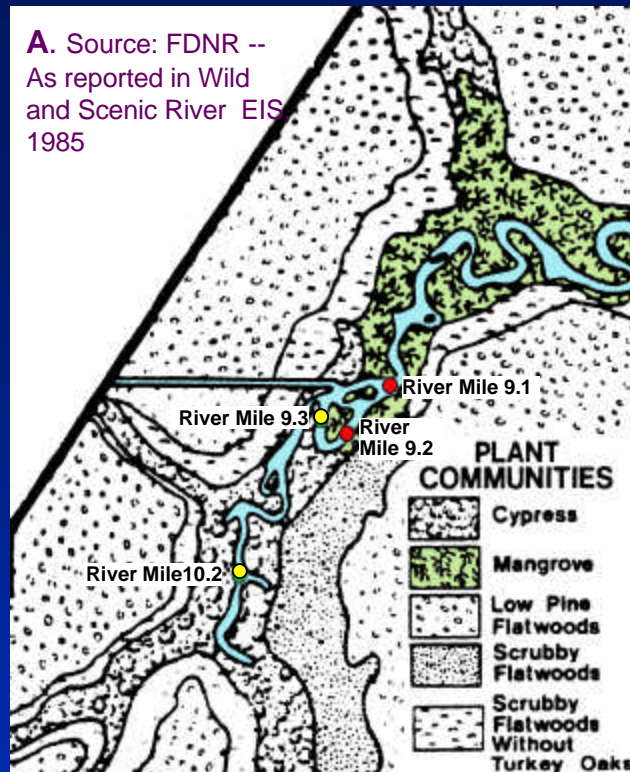 A. Source: FDNR --
As reported in Wild
and Scenic River EIS,
1985
River Mile 9.1
River Mile 9.3
River
Mile 9.2
River Mile10.2
PLANT
COMMUNITIES
Cypress
Mangrove
Low Pine
Flatwoods
Scrubby
Flatwoods
Scrubby
Flatwoods
Without
Turkey Oaks